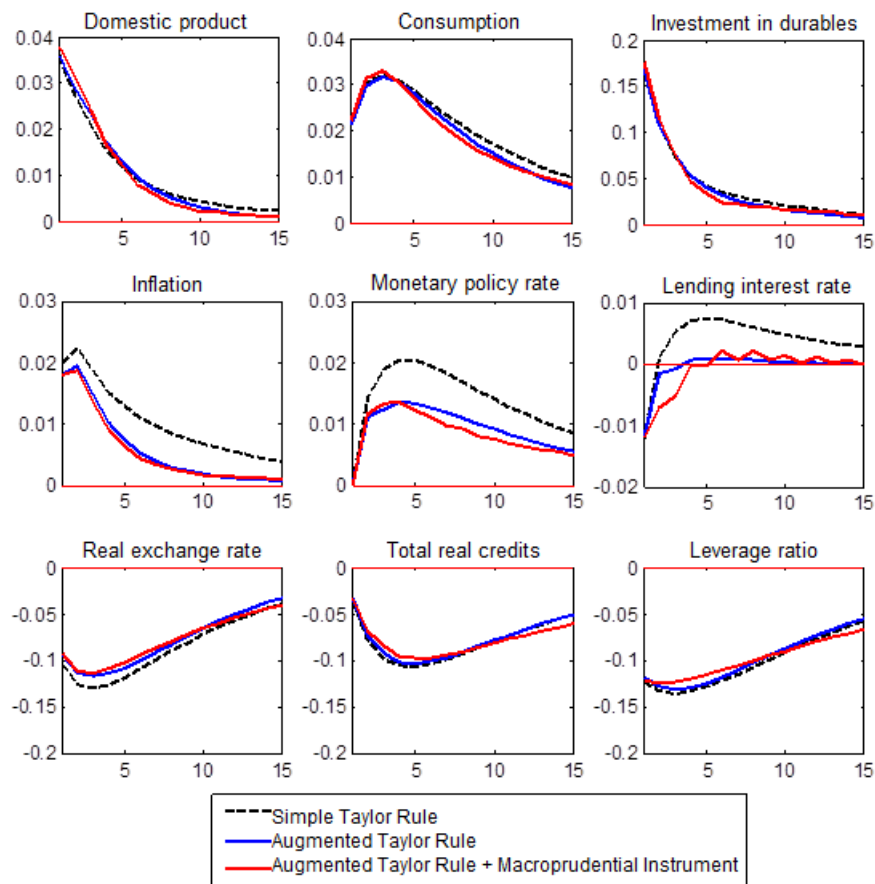 Domestic product Consumption Investment in durables
0.04 0.04 0.2
0.03 0.03 0.15
0.02 0.02 0.1
0.01 0.01 0.05
0 0 0
5 10 15 5 10 15 5 10 15
Inflation Monetary policy rate Lending interest rate
0.03 0.03 0.01
0.02 0.02 0
0.01 0.01 -0.01
0 0 -0.02
5 10 15 5 10 15 5 10 15
Real exchange rate Total real credits Leverage ratio
0 0 0
-0.05 -0.05 -0.05
-0.1 -0.1 -0.1
-0.15 -0.15 -0.15
-0.2 -0.2 -0.2
5 10 15 5 10 15 5 10 15
Simple Taylor Rule
Augmented Taylor Rule
Augmented Taylor Rule + Macroprudential Instrument